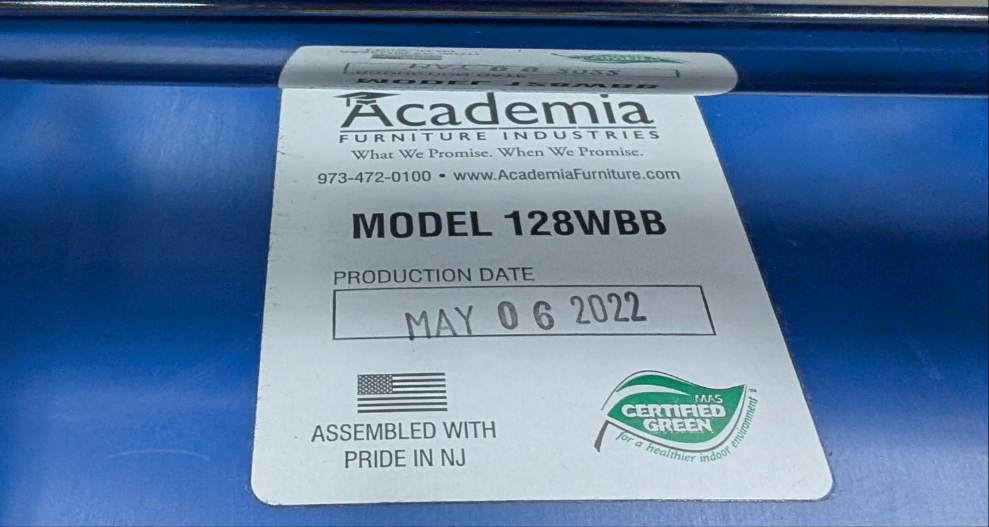 Academia
FURNITURE INDUSTRIES
What We Promise. When We Promise.
973-472-0100 • www.AcademiaFurniture.com
MODEL 128WBB
PRODUCTION DATE
MAY 06 2022
ASSEMBLED WITH
PRIDE IN NJ
MAS
CERTIFIED
GREEN
for a healthier indoor environment